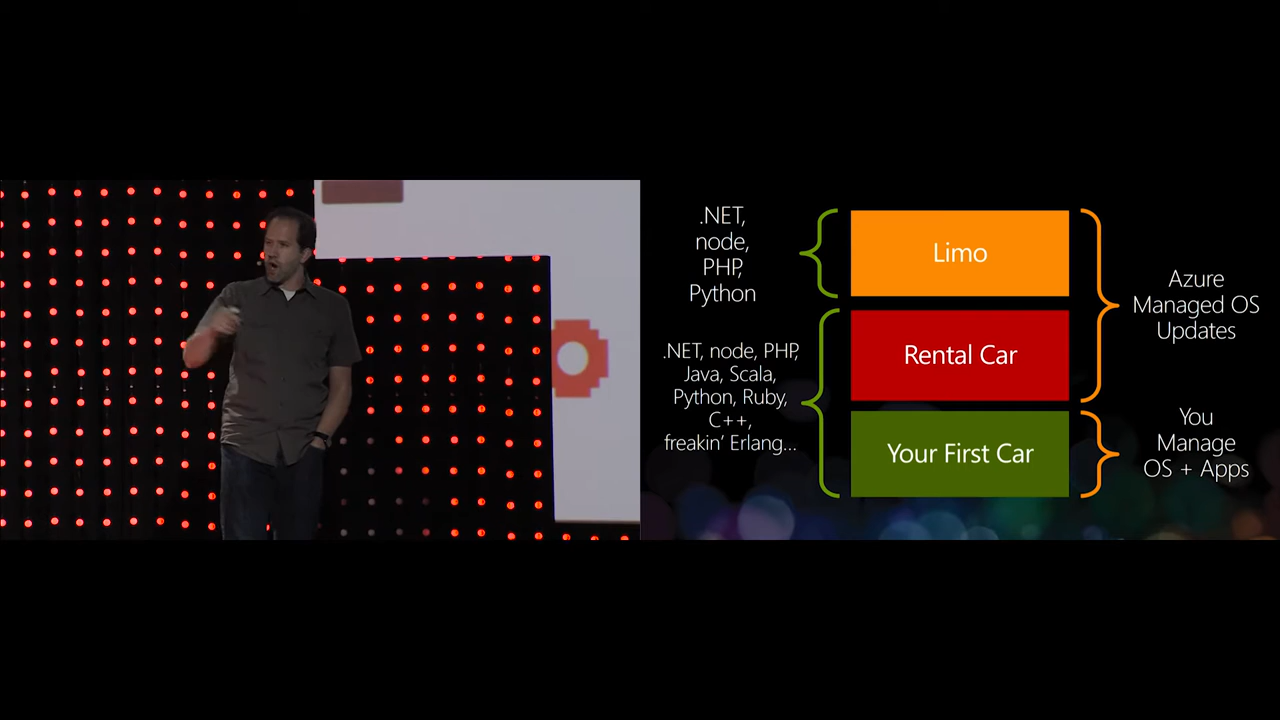 .NET,
node,
PHP,
Python
Limo
Azure
Managed OS
Updates
.NET, node, PHP,
Java, Scala,
Python, Ruby,
C++,
freakin’ Erlang...
Rental Car
Your First Car
You
Manage
OS + Apps